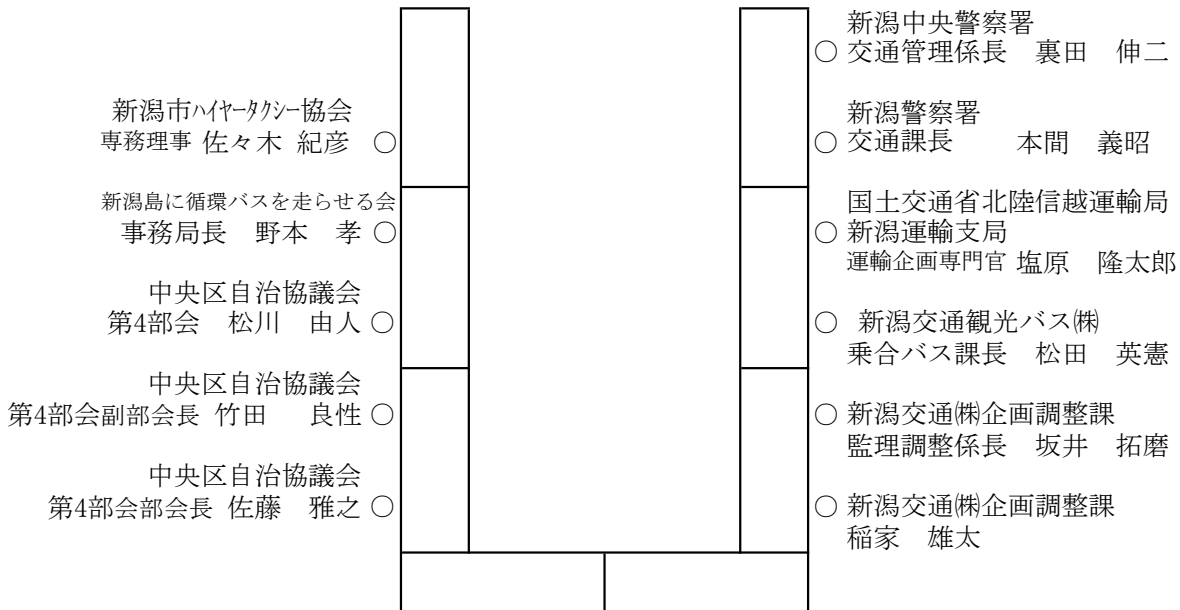 新潟市ﾊｲﾔｰﾀｸｼｰ協会
専務理事 佐々木 紀彦 ○
新潟島に循環バスを走らせる会
事務局長　野本　孝 ○
中央区自治協議会
第4部会　松川　由人 ○
中央区自治協議会
第4部会副部会長 竹田　良性 ○
中央区自治協議会
第4部会部会長 佐藤　雅之 ○
新潟中央警察署
○ 交通管理係長　裏田　伸二
新潟警察署
○ 交通課長　本間　義昭
国土交通省北陸信越運輸局
○ 新潟運輸支局
運輸企画専門官 塩原　隆太郎
○ 新潟交通観光バス㈱
乗合バス課長　松田　英憲
○ 新潟交通㈱企画調整課
監理調整係長　坂井　拓磨
○ 新潟交通㈱企画調整課
稲家　雄太